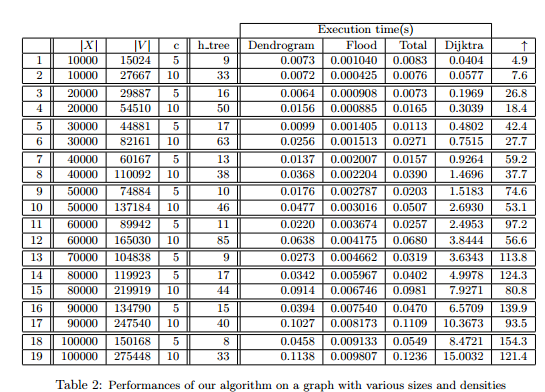 Execution time(s)
|X| |V| c h_tree Dendrogram Flood Total Dijktra ↑
1 10000 15024 5 9 0.0073 0.001040 0.0083 0.0404 4.9
2 10000 27667 10 33 0.0072 0.000425 0.0076 0.0577 7.6
3 20000 29887 5 16 0.0064 0.000908 0.0073 0.1969 26.8
4 20000 54510 10 50 0.0156 0.000885 0.0165 0.3039 18.4
5 30000 44881 5 17 0.0099 0.001405 0.0113 0.4802 42.4
6 30000 82161 10 63 0.0256 0.001513 0.0271 0.7515 27.7
7 40000 60167 5 13 0.0137 0.002007 0.0157 0.9264 59.2
8 40000 110092 10 38 0.0368 0.002204 0.0390 1.4696 37.7
9 50000 74884 5 10 0.0176 0.002787 0.0203 1.5183 74.6
10 50000 137184 10 46 0.0477 0.003016 0.0507 2.6930 53.1
11 60000 89942 5 11 0.0220 0.003674 0.0257 2.4953 97.2
12 60000 165030 10 85 0.0638 0.004175 0.0680 3.8444 56.6
13 70000 104838 5 9 0.0273 0.004662 0.0319 3.6343 113.8
14 80000 119923 5 17 0.0342 0.005967 0.0402 4.9978 124.3
15 80000 219919 10 44 0.0914 0.006746 0.0981 7.9271 80.8
16 90000 134790 5 15 0.0394 0.007540 0.0470 6.5709 139.9
17 90000 247540 10 40 0.1027 0.008173 0.1109 10.3673 93.5
18 100000 150168 5 8 0.0458 0.009133 0.0549 8.4721 154.3
19 100000 275448 10 33 0.1138 0.009807 0.1236 15.0032 121.4
Table 2: Performances of our algorithm on a graph with various sizes and densities